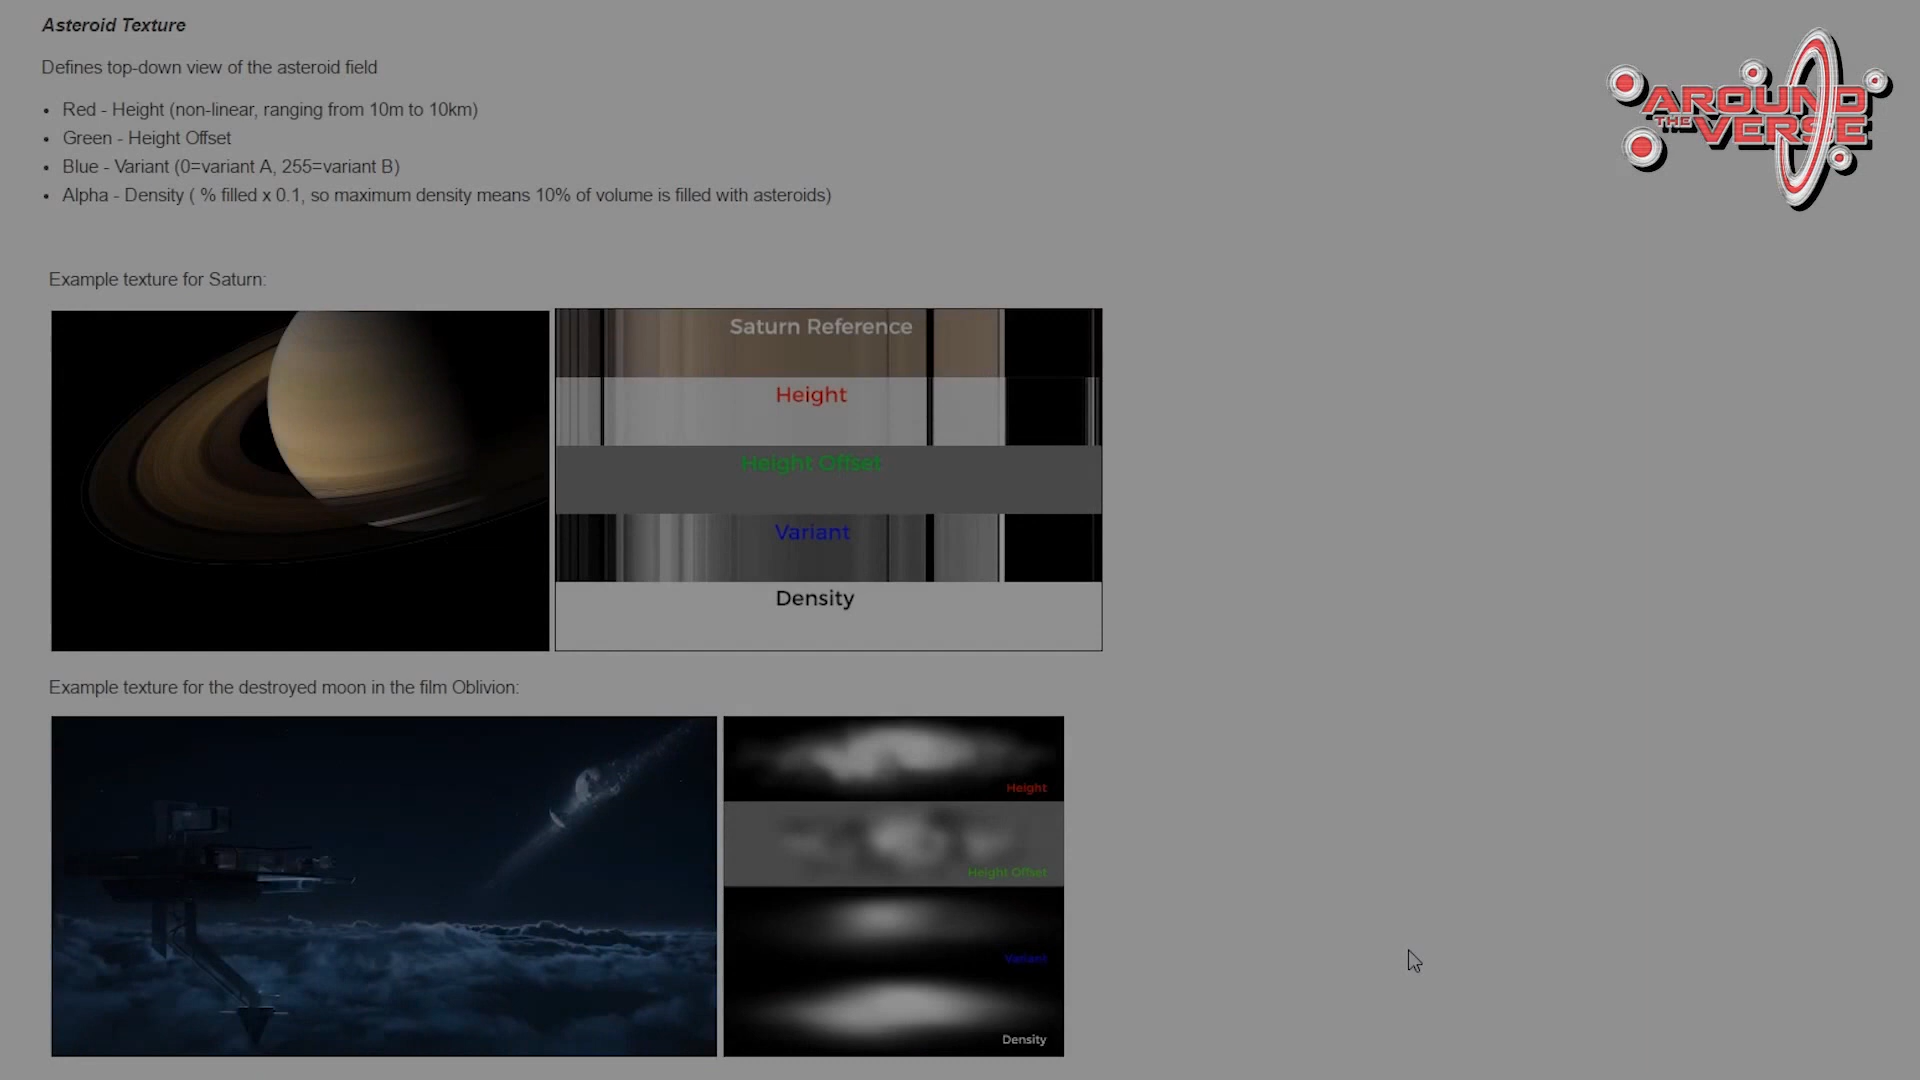 Asteroid Texture
AROUND
THE VERSE
Defines top-down view of the asteroid field
• Red - Height (non-linear, ranging from 10m to 10km)
• Green - Height Offset
• Blue - Variant (0=variant A, 255=variant B)
• Alpha - Density ( % filled x 0.1, so maximum density means 10% of volume is filled with asteroids)
Example texture for Saturn:
Saturn Reference
Height
Height Offset
Variant
Density
Example texture for the destroyed moon in the film Oblivion:
Height
Height Offset
Variant
Density